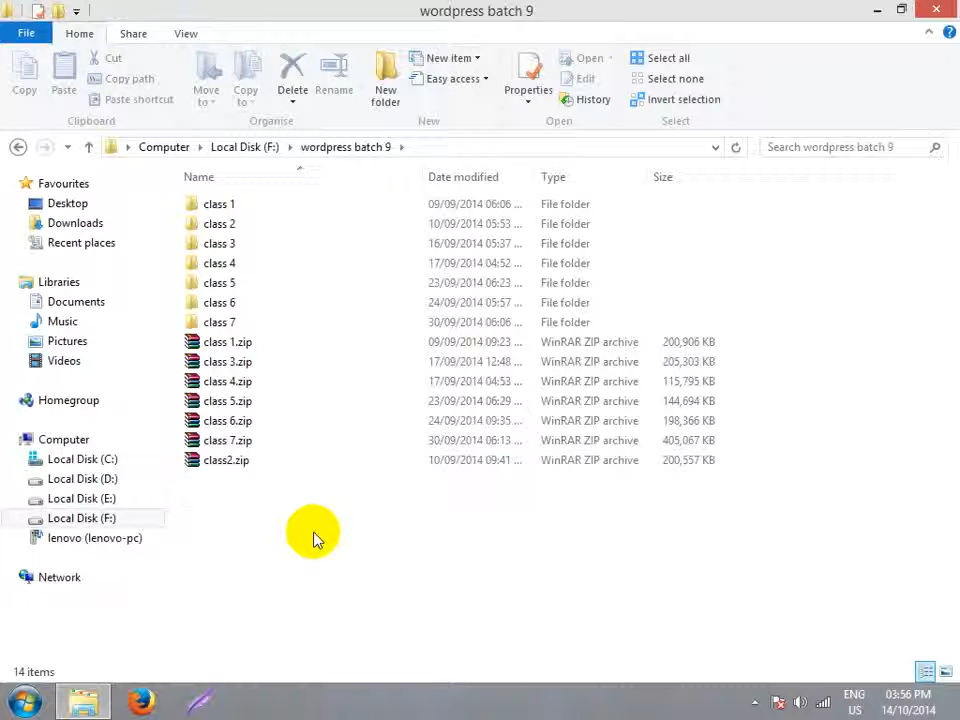 wordpress batch 9
File Home Share View
Copy Paste Cut Copy path Paste shortcut Move to Copy to Delete Rename New folder New item Easy access Properties Open Edit History Select all Select none Invert selection
Clipboard Organise New Open Select
Computer Local Disk (F:) wordpress batch 9 Search wordpress batch 9
Favourites
Desktop
Downloads
Recent places
Libraries
Documents
Music
Pictures
Videos
Homegroup
Computer
Local Disk (C:)
Local Disk (D:)
Local Disk (E:)
Local Disk (F:)
lenovo (lenovo-pc)
Network
Name Date modified Type Size
class 1 09/09/2014 06:06 ... File folder
class 2 10/09/2014 05:53 ... File folder
class 3 16/09/2014 05:37 ... File folder
class 4 17/09/2014 04:52 ... File folder
class 5 23/09/2014 06:23 ... File folder
class 6 24/09/2014 05:57 ... File folder
class 7 30/09/2014 06:06 ... File folder
class 1.zip 09/09/2014 09:23 ... WinRAR ZIP archive 200,906 KB
class 3.zip 17/09/2014 12:48 ... WinRAR ZIP archive 205,303 KB
class 4.zip 17/09/2014 04:53 ... WinRAR ZIP archive 115,795 KB
class 5.zip 23/09/2014 06:29 ... WinRAR ZIP archive 144,694 KB
class 6.zip 24/09/2014 09:35 ... WinRAR ZIP archive 198,366 KB
class 7.zip 30/09/2014 06:13 ... WinRAR ZIP archive 405,067 KB
class2.zip 10/09/2014 09:41 ... WinRAR ZIP archive 200,557 KB
14 items
ENG 03:56 PM
US 14/10/2014